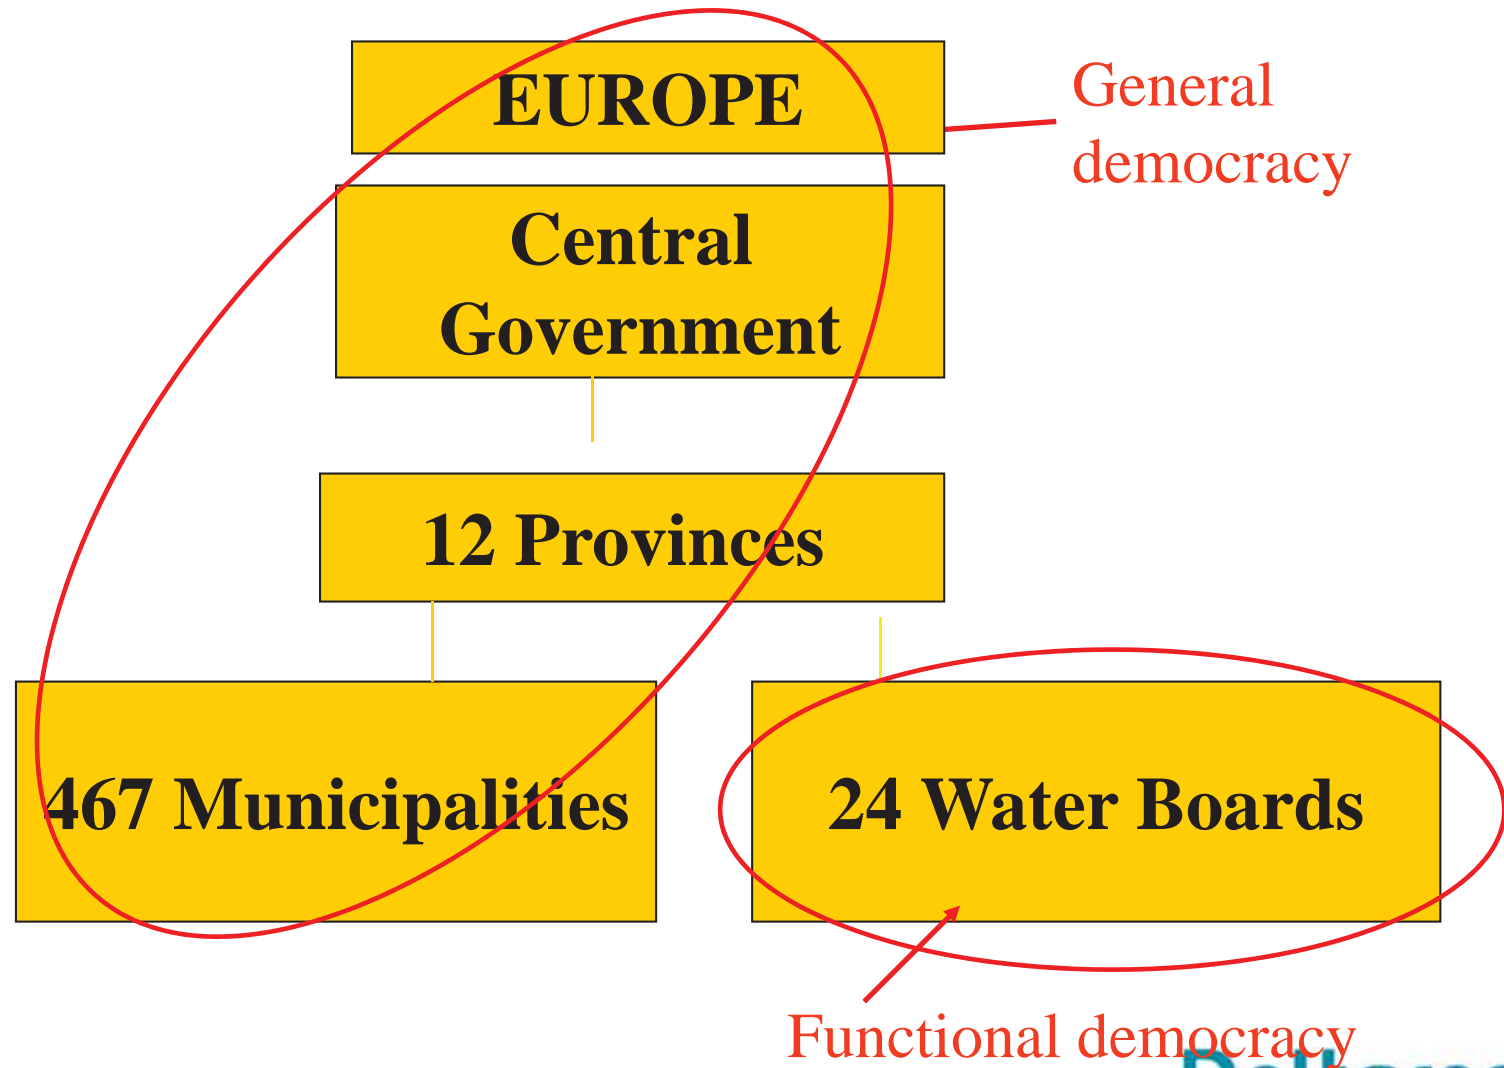 EUROPE
General
democracy
Central
Government
12 Provinces
467 Municipalities
24 Water Boards
Functional democracy